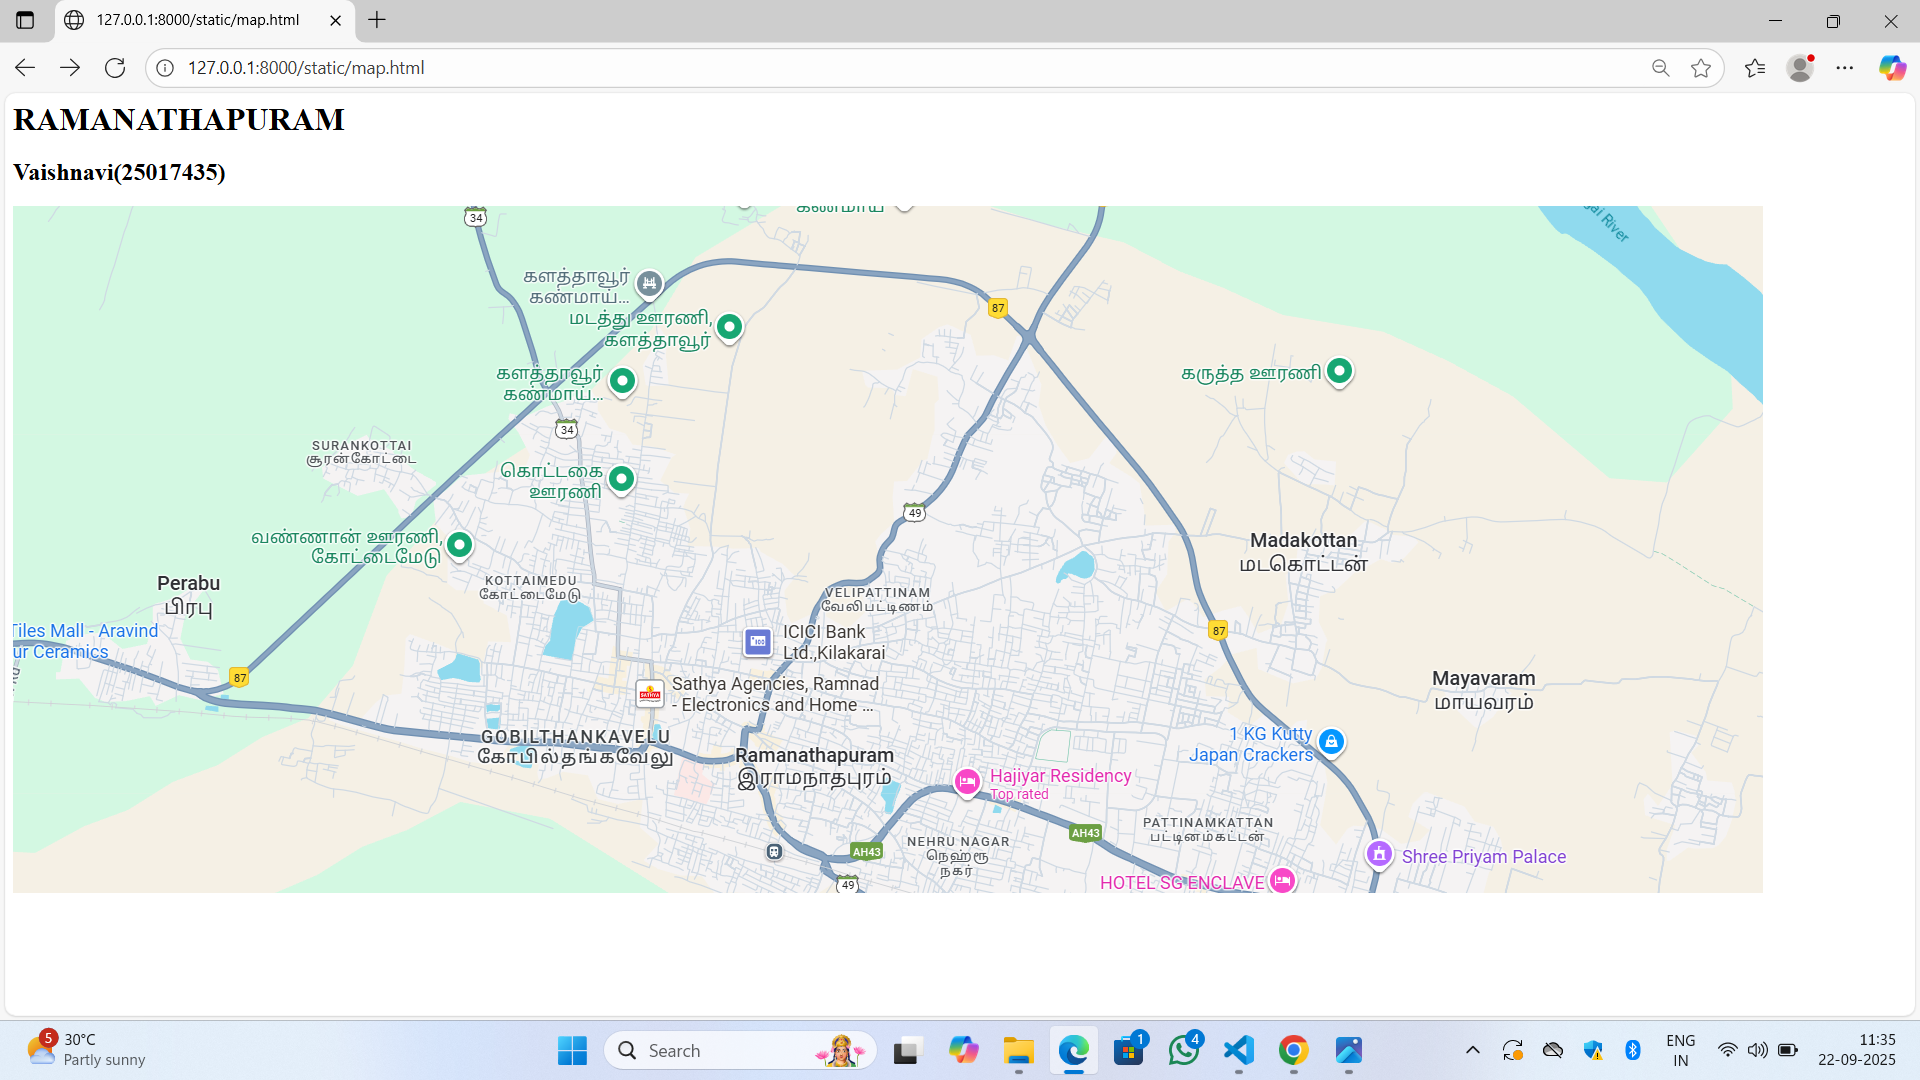 127.0.0.1:8000/static/map.html
127.0.0.1:8000/static/map.html
RAMANATHAPURAM
Vaishnavi(25017435)
34
கண்மாய்
களத்தாவூர்
கண்மாய்...
மடத்து ஊரணி,
களத்தாவூர்
87
களத்தாவூர்
கண்மாய்...
கருத்த ஊரணி
34
SURANKOTTAI
சூரன்கோட்டை
கொட்டகை
ஊரணி
49
வண்ணான் ஊரணி,
கோட்டைமேடு
Madakottan
மடகொட்டன்
Perabu
பிரபு
KOTTAIMEDU
கோட்டைமேடு
VELIPATTINAM
வேலிபட்டிணம்
Tiles Mall - Aravind
ur Ceramics
ICICI Bank
Ltd.,Kilakarai
87
87
Sathya Agencies, Ramnad
- Electronics and Home ...
SATHYA
Mayavaram
மாயவரம்
GOBILTHANKAVELU
கோபில்தங்கவேலு
Ramanathapuram
இராமநாதபுரம்
1 KG Kutty
Japan Crackers
Hajiyar Residency
Top rated
AH43
PATTINAMKATTAN
பட்டினம்கட்டன்
NEHRU NAGAR
நெஹ்ரூ
நகர்
AH43
Shree Priyam Palace
49
HOTEL SG ENCLAVE
5
30°C
Partly sunny
Search
1
4
ENG
IN
11:35
22-09-2025